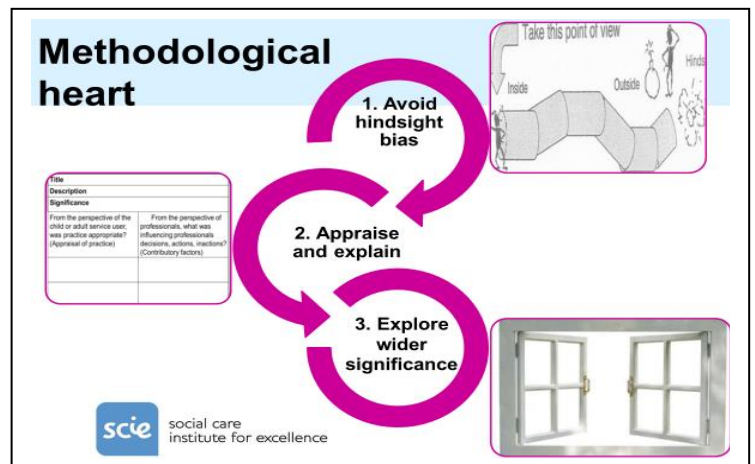 Methodological
heart
Take this point of view
Inside
Outside
Hinds
1. Avoid
hindsight
bias
Title
Description
Significance
From the perspective of the
child or adult service user,
was practice appropriate?
(Appraisal of practice)
From the perspective of
professionals, what was
influencing professionals
decisions, actions, inactions?
(Contributory factors)
2. Appraise
and explain
3. Explore
wider
significance
scie
social care
institute for excellence